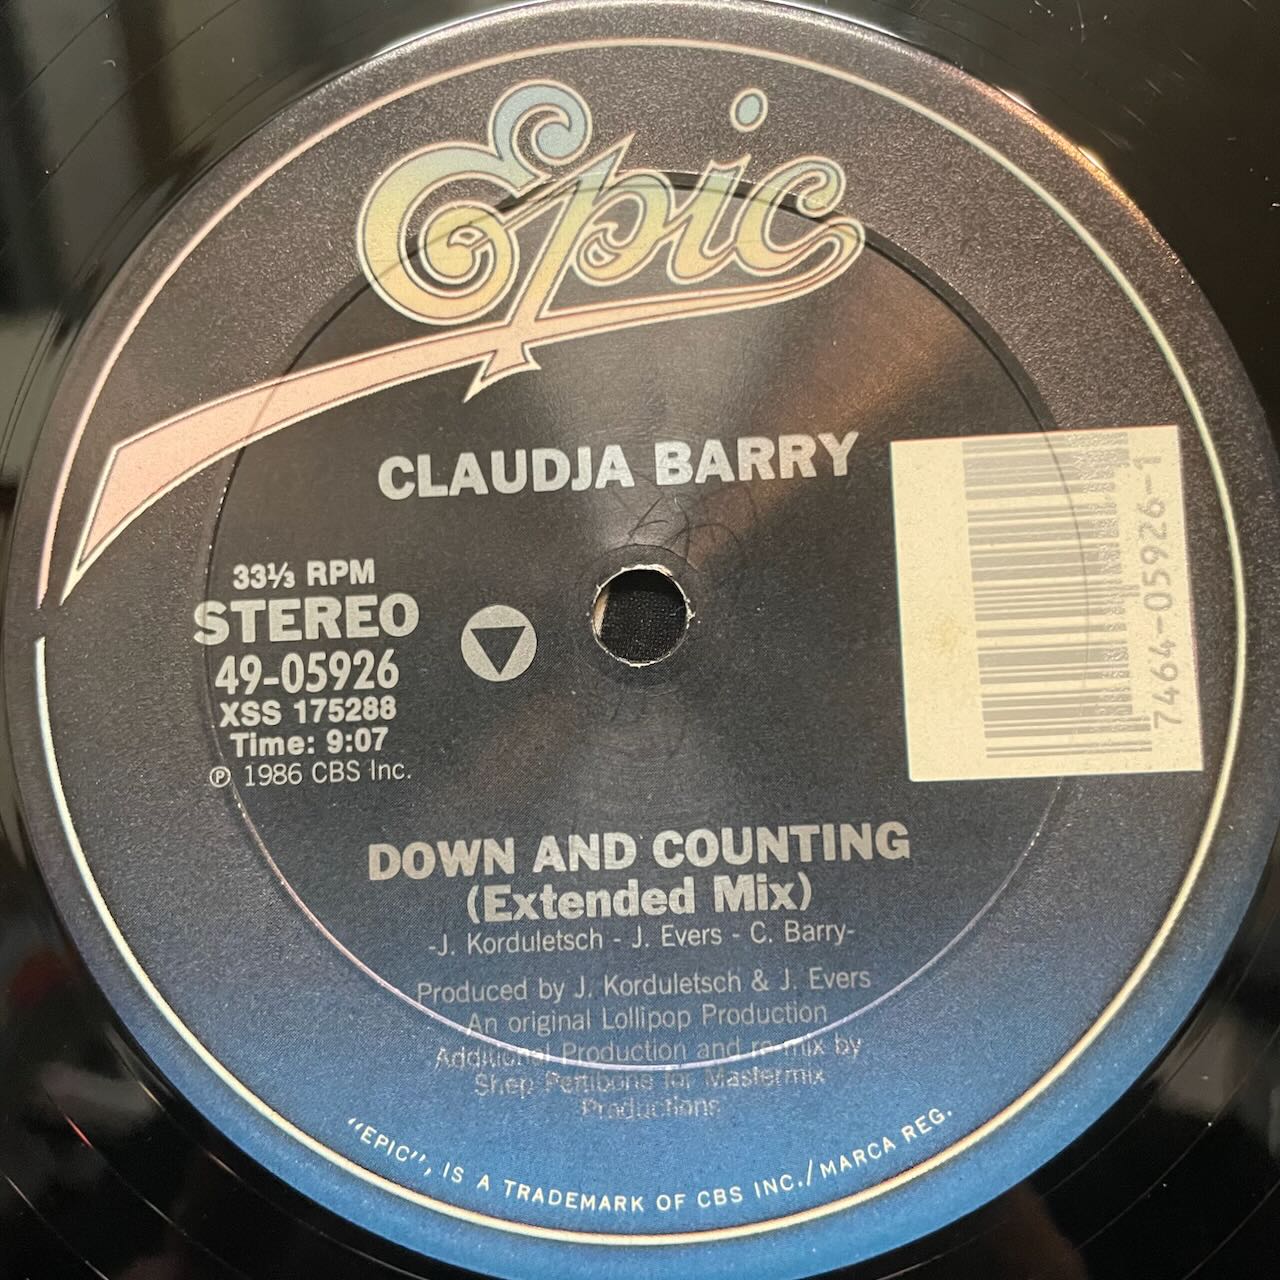 Epic
CLAUDJA BARRY
33⅓ RPM
STEREO
49-05926
XSS 175288
Time: 9:07
℗ 1986 CBS Inc.
7464-05926-1
DOWN AND COUNTING
(Extended Mix)
-J. Korduletsch - J. Evers - C. Barry-
Produced by J. Korduletsch & J. Evers
An original Lollipop Production
Additional Production and re-mix by
Shep Pettibone for Mastermix
Productions
"EPIC", IS A TRADEMARK OF CBS INC./MARCA REG.